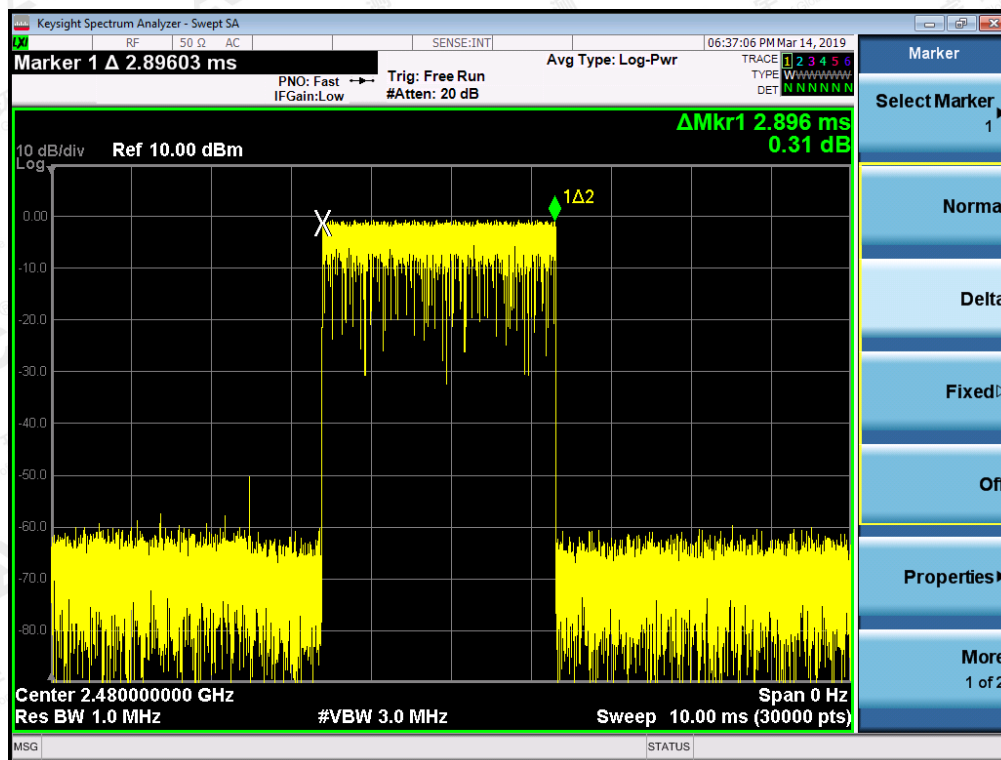 Keysight Spectrum Analyzer - Swept SA
LXI RF 50 Ω AC SENSE:INT 06:37:06 PM Mar 14, 2019
Marker 1 Δ 2.89603 ms
PNO: Fast
IFGain:Low
Trig: Free Run
#Atten: 20 dB
Avg Type: Log-Pwr
TRACE 1 2 3 4 5 6
TYPE WWWWWW
DET N N N N N N
ΔMkr1 2.896 ms
0.31 dB
10 dB/div Ref 10.00 dBm
Log
1Δ2
0.00
-10.0
-20.0
-30.0
-40.0
-50.0
-60.0
-70.0
-80.0
Center 2.480000000 GHz Span 0 Hz
Res BW 1.0 MHz #VBW 3.0 MHz Sweep 10.00 ms (30000 pts)
MSG STATUS
Marker
Select Marker
1
Norma
Delta
Fixed
Off
Properties
More
1 of 2